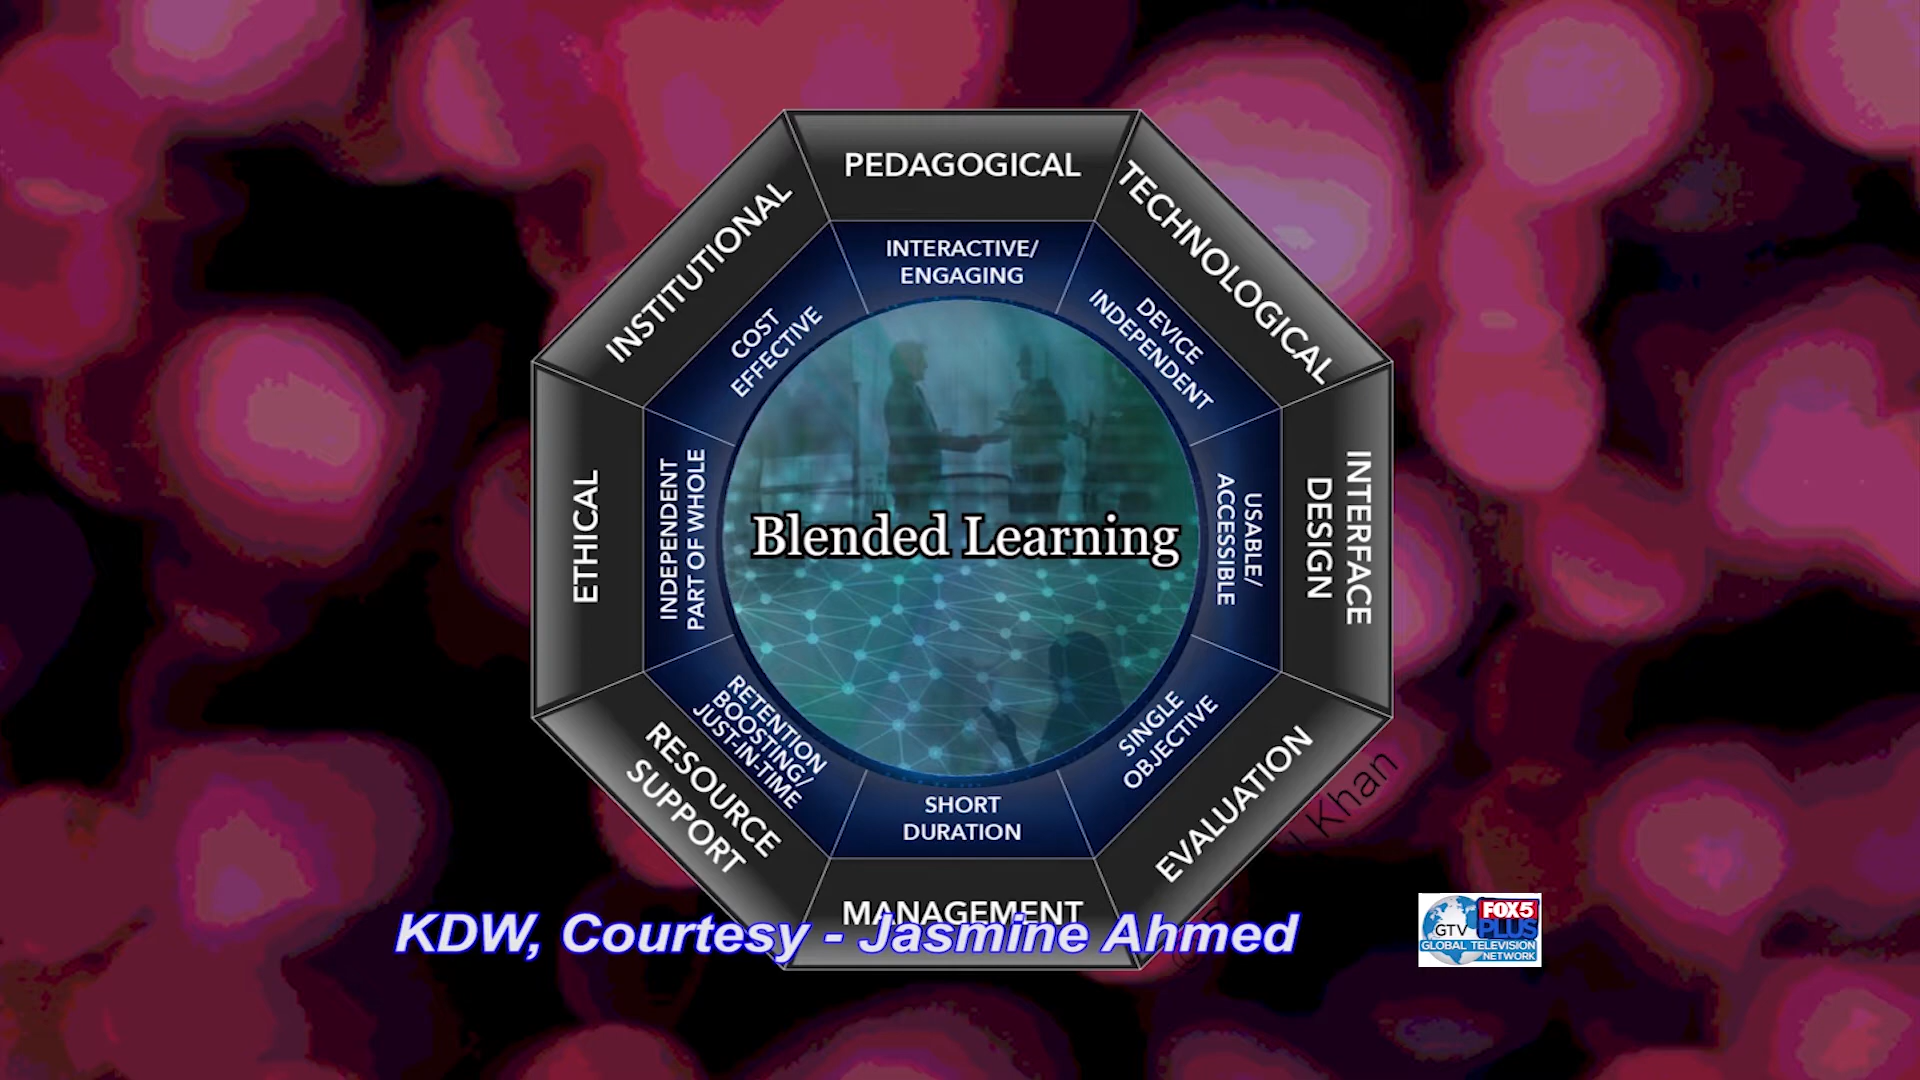 PEDAGOGICAL
TECHNOLOGICAL
INTERFACE
DESIGN
EVALUATION
MANAGEMENT
RESOURCE
SUPPORT
ETHICAL
INSTITUTIONAL
INTERACTIVE/
ENGAGING
DEVICE
INDEPENDENT
USABLE/
ACCESSIBLE
SINGLE
OBJECTIVE
SHORT
DURATION
RETENTION
BOOSTING/
JUST-IN-TIME
INDEPENDENT
PART OF WHOLE
COST
EFFECTIVE
Blended Learning
Khan
KDW, Courtesy - Jasmine Ahmed
FOX5
GTV PLUS
GLOBAL TELEVISION
NETWORK